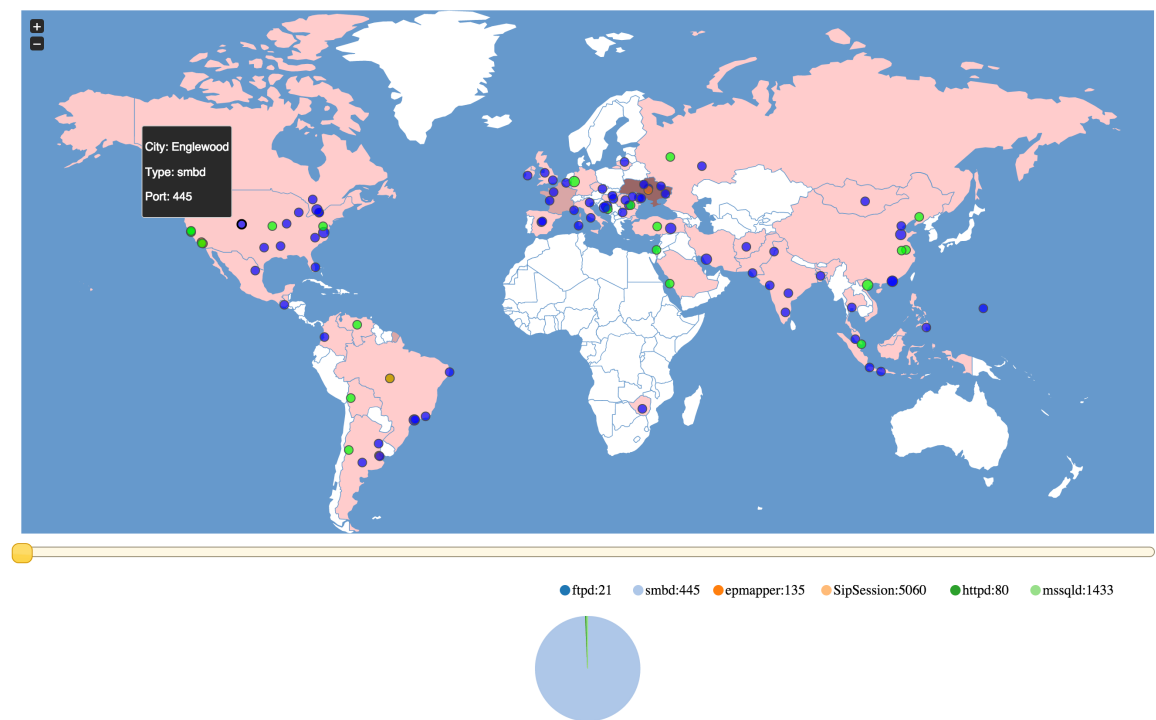 +
−
City: Englewood
Type: smbd
Port: 445
ftpd:21 smbd:445 epmapper:135 SipSession:5060 httpd:80 mssqld:1433